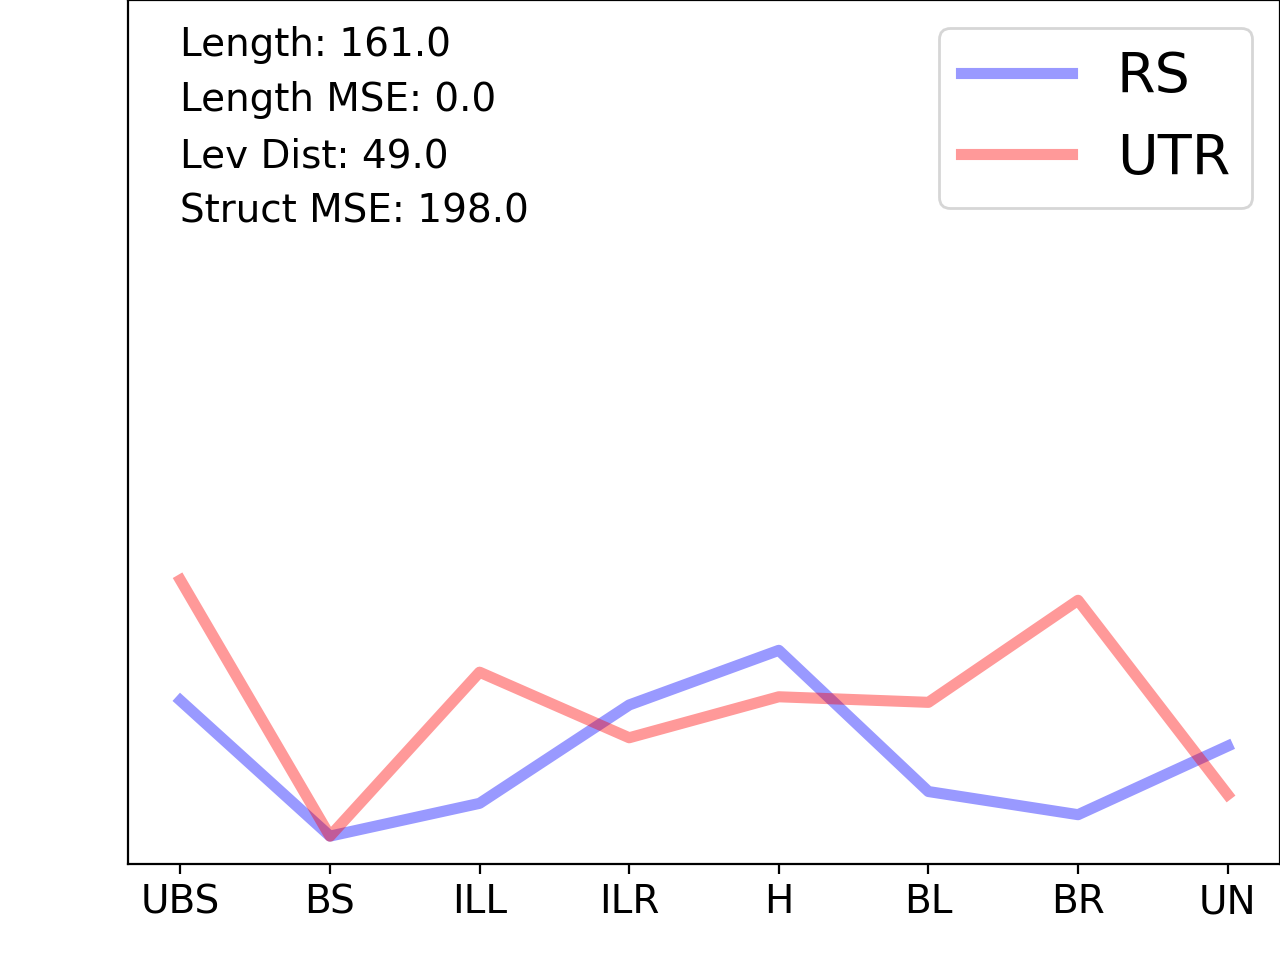 Length: 161.0
Length MSE: 0.0
Lev Dist: 49.0
Struct MSE: 198.0
RS
UTR
UBS BS ILL ILR H BL BR UN